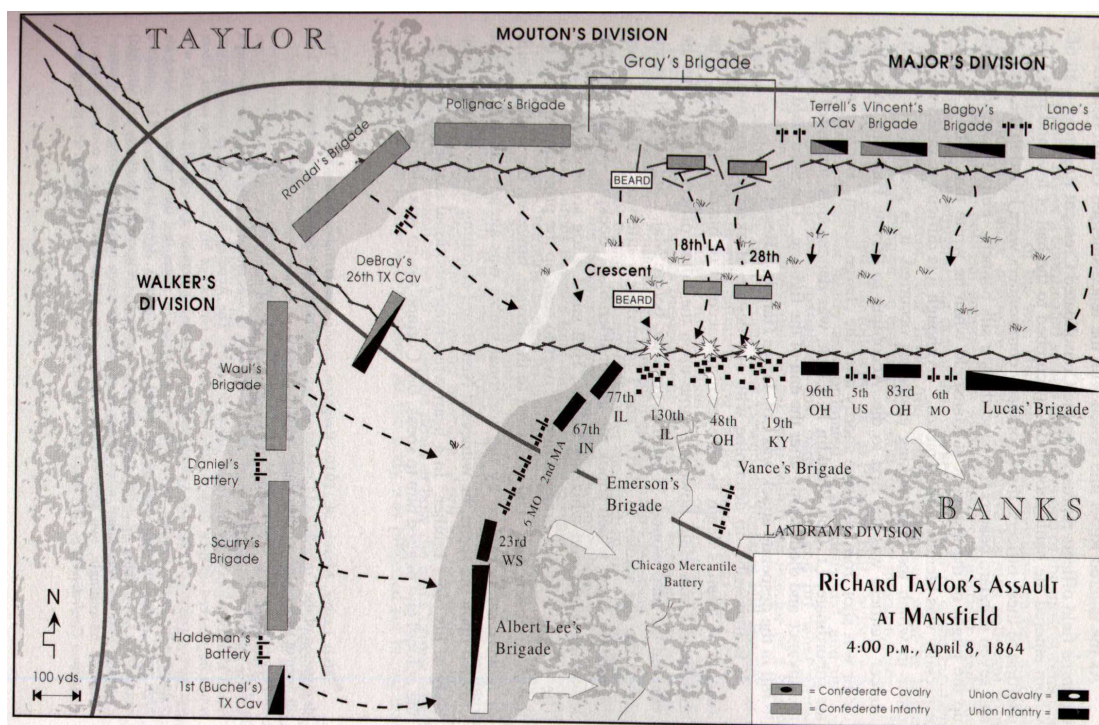 TAYLOR
MOUTON'S DIVISION
MAJOR'S DIVISION
Gray's Brigade
Polignac's Brigade
Randal's Brigade
Terrell's
TX Cav
Vincent's
Brigade
Bagby's
Brigade
Lane's
Brigade
BEARD
18th LA
28th
LA
Crescent
BEARD
DeBray's
26th TX Cav
WALKER'S
DIVISION
Waul's
Brigade
Daniel's
Battery
Scurry's
Brigade
Haldeman's
Battery
1st (Buchel's)
TX Cav
N
100 yds.
77th
IL
67th
IN
2nd MA
6 MO
23rd
WS
130th
IL
48th
OH
19th
KY
96th
OH
5th
US
83rd
OH
6th
MO
Lucas' Brigade
Vance's Brigade
Emerson's
Brigade
BANKS
LANDRAM'S DIVISION
Chicago Mercantile
Battery
Albert Lee's
Brigade
RICHARD TAYLOR'S ASSAULT
AT MANSFIELD
4:00 P.M., APRIL 8, 1864
= Confederate Cavalry
= Confederate Infantry
Union Cavalry =
Union Infantry =